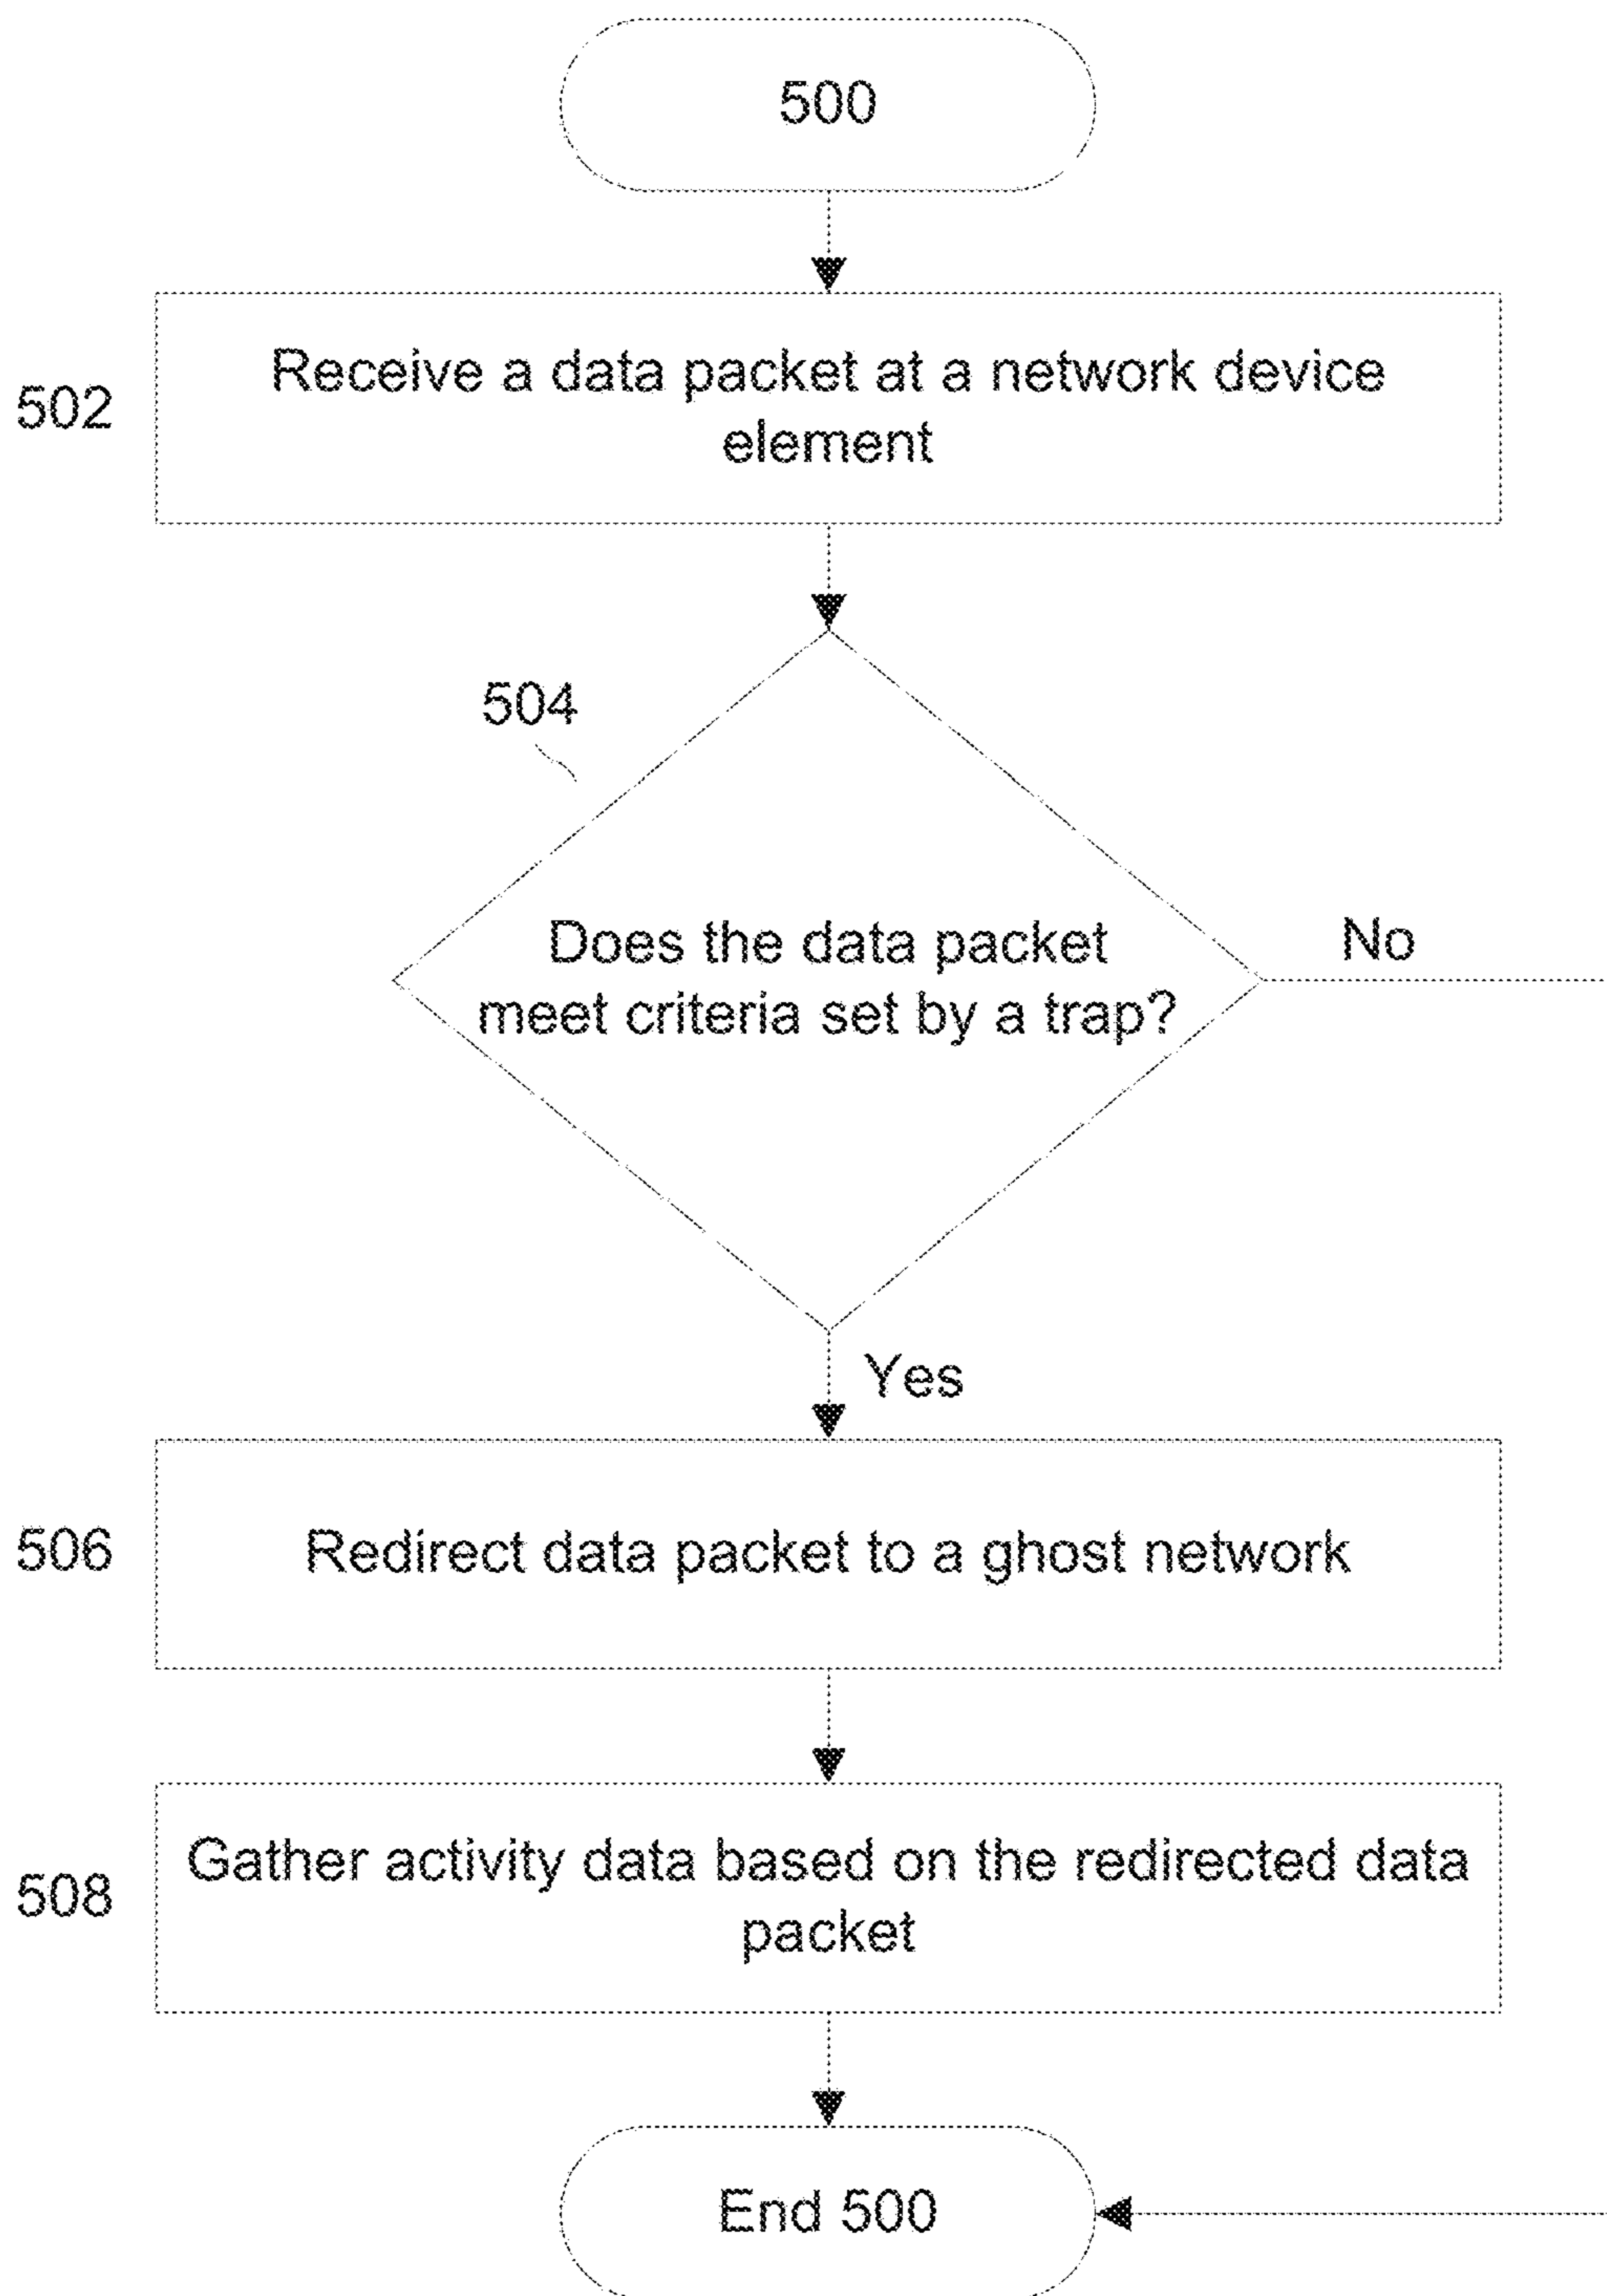 500
502
Receive a data packet at a network device
element
504
Does the data packet
meet criteria set by a trap?
No
Yes
506
Redirect data packet to a ghost network
508
Gather activity data based on the redirected data
packet
End 500